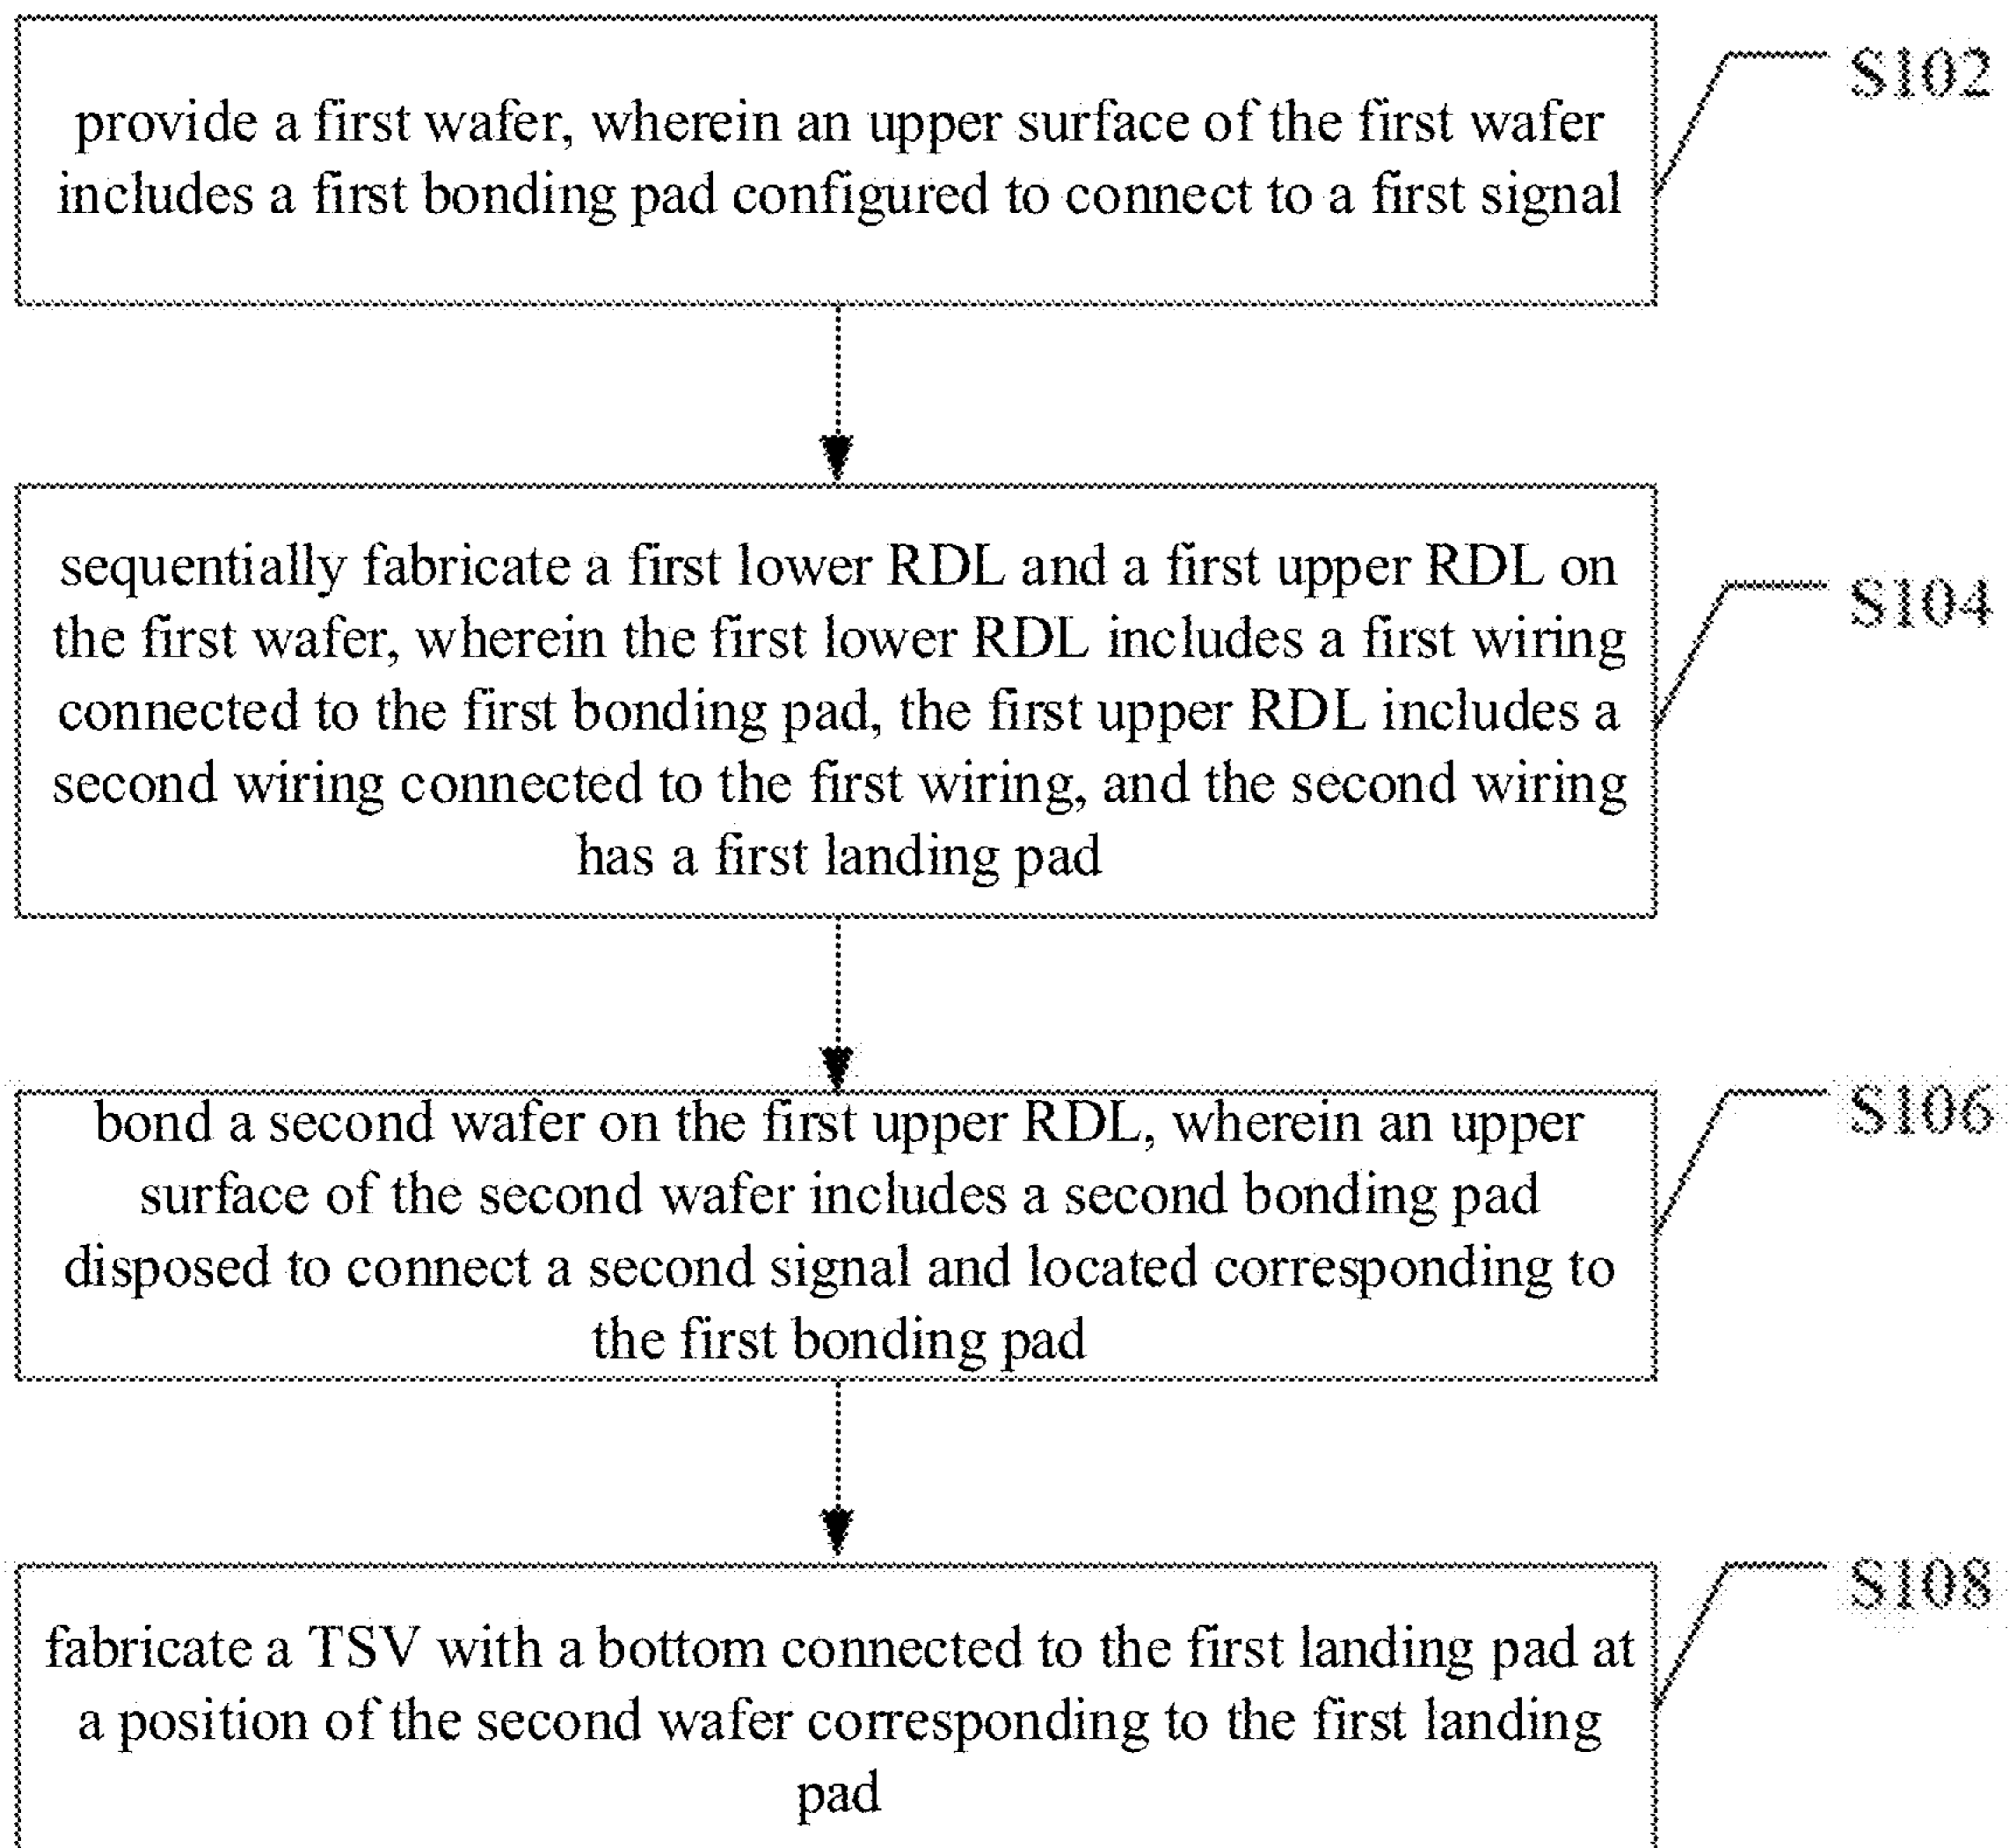 S102
provide a first wafer, wherein an upper surface of the first wafer
includes a first bonding pad configured to connect to a first signal
S104
sequentially fabricate a first lower RDL and a first upper RDL on
the first wafer, wherein the first lower RDL includes a first wiring
connected to the first bonding pad, the first upper RDL includes a
second wiring connected to the first wiring, and the second wiring
has a first landing pad
S106
bond a second wafer on the first upper RDL, wherein an upper
surface of the second wafer includes a second bonding pad
disposed to connect a second signal and located corresponding to
the first bonding pad
S108
fabricate a TSV with a bottom connected to the first landing pad at
a position of the second wafer corresponding to the first landing
pad